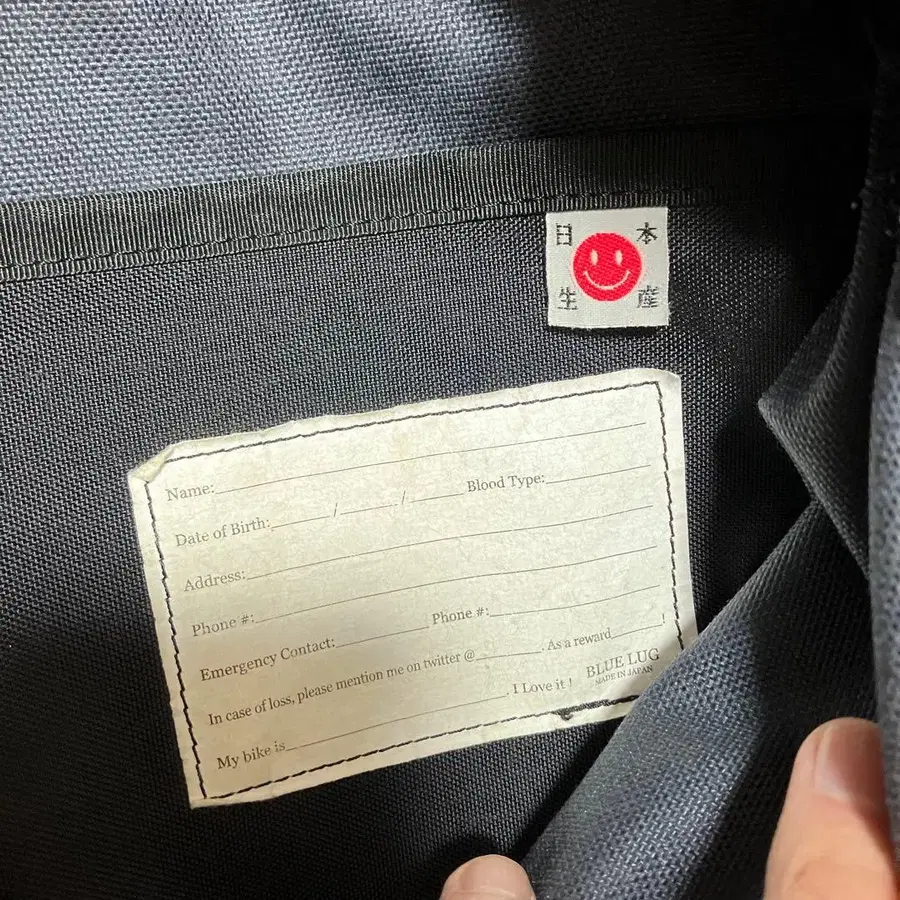 日本
生産
Name:
Date of Birth: / / Blood Type:
Address:
Phone #:
Emergency Contact: Phone #:
In case of loss, please mention me on twitter @ . As a reward !
My bike is . I Love it !
BLUE LUG
MADE IN JAPAN